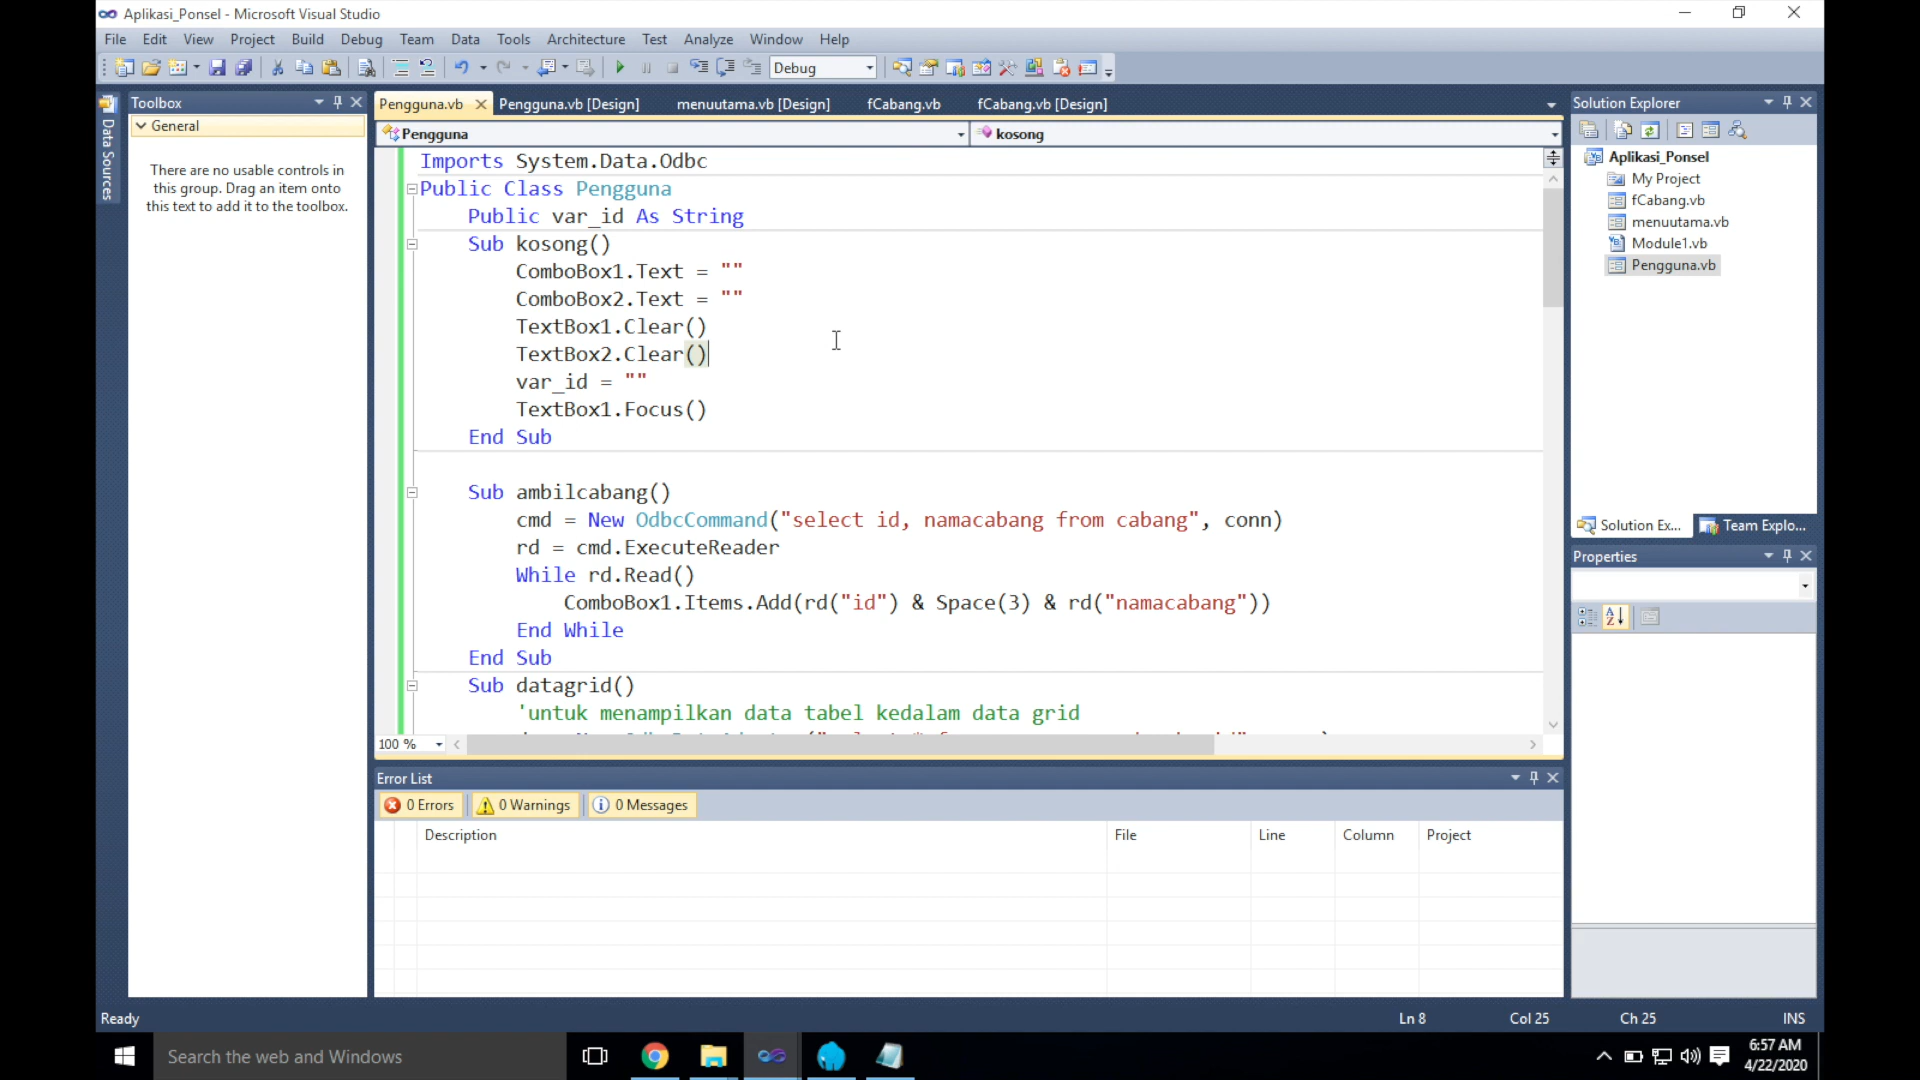 Aplikasi_Ponsel - Microsoft Visual Studio
File Edit View Project Build Debug Team Data Tools Architecture Test Analyze Window Help
Debug
Data Sources
Toolbox
General
There are no usable controls in
this group. Drag an item onto
this text to add it to the toolbox.
Pengguna.vb Pengguna.vb [Design] menuutama.vb [Design] fCabang.vb fCabang.vb [Design]
Pengguna kosong
Imports System.Data.Odbc
Public Class Pengguna
Public var_id As String
Sub kosong()
ComboBox1.Text = ""
ComboBox2.Text = ""
TextBox1.Clear()
TextBox2.Clear()
var_id = ""
TextBox1.Focus()
End Sub
Sub ambilcabang()
cmd = New OdbcCommand("select id, namacabang from cabang", conn)
rd = cmd.ExecuteReader
While rd.Read()
ComboBox1.Items.Add(rd("id") & Space(3) & rd("namacabang"))
End While
End Sub
Sub datagrid()
'untuk menampilkan data tabel kedalam data grid
100 %
Error List
0 Errors 0 Warnings 0 Messages
Description File Line Column Project
Solution Explorer
Aplikasi_Ponsel
My Project
fCabang.vb
menuutama.vb
Module1.vb
Pengguna.vb
Solution Ex... Team Explo...
Properties
Ready Ln 8 Col 25 Ch 25 INS
Search the web and Windows
6:57 AM
4/22/2020